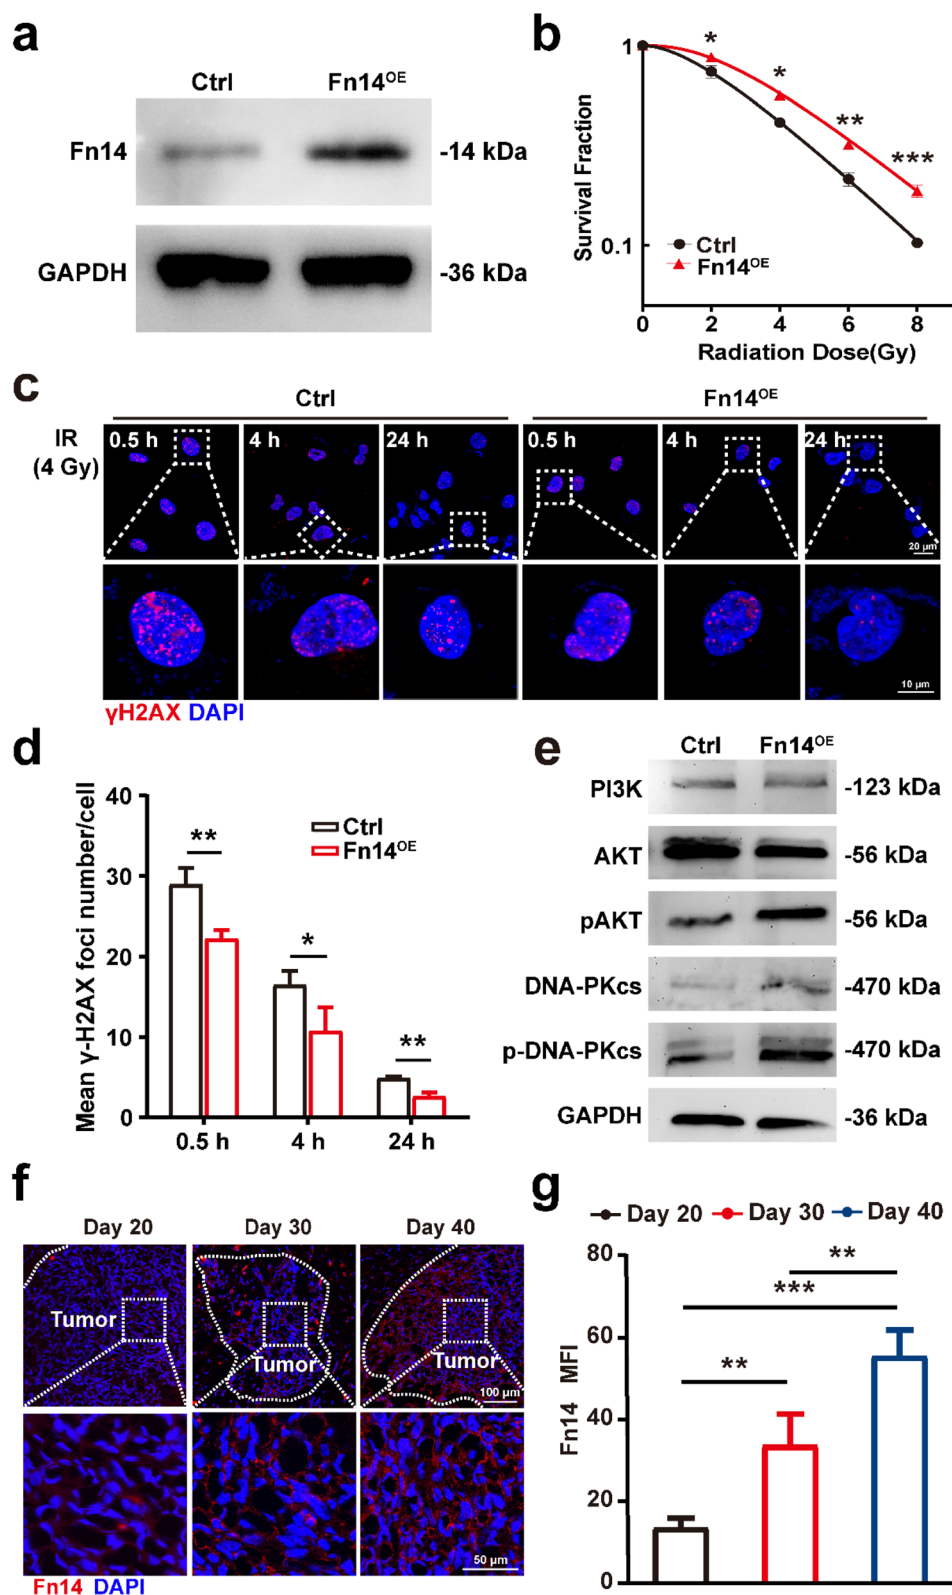 a
Ctrl Fn14OE
Fn14 -14 kDa
GAPDH -36 kDa
b
Survival Fraction
1
0.1
* * ** ***
Ctrl
Fn14OE
0 2 4 6 8
Radiation Dose(Gy)
c
Ctrl Fn14OE
IR
(4 Gy)
0.5 h 4 h 24 h 0.5 h 4 h 24 h
20 µm
10 µm
γH2AX DAPI
d
Mean γ-H2AX foci number/cell
40
30
20
10
0
** * **
Ctrl
Fn14OE
0.5 h 4 h 24 h
e
Ctrl Fn14OE
PI3K -123 kDa
AKT -56 kDa
pAKT -56 kDa
DNA-PKcs -470 kDa
p-DNA-PKcs -470 kDa
GAPDH -36 kDa
f
Day 20 Day 30 Day 40
Tumor Tumor Tumor
100 µm
50 µm
Fn14 DAPI
g
Day 20 Day 30 Day 40
Fn14 MFI
80
60
40
20
0
**
***
**